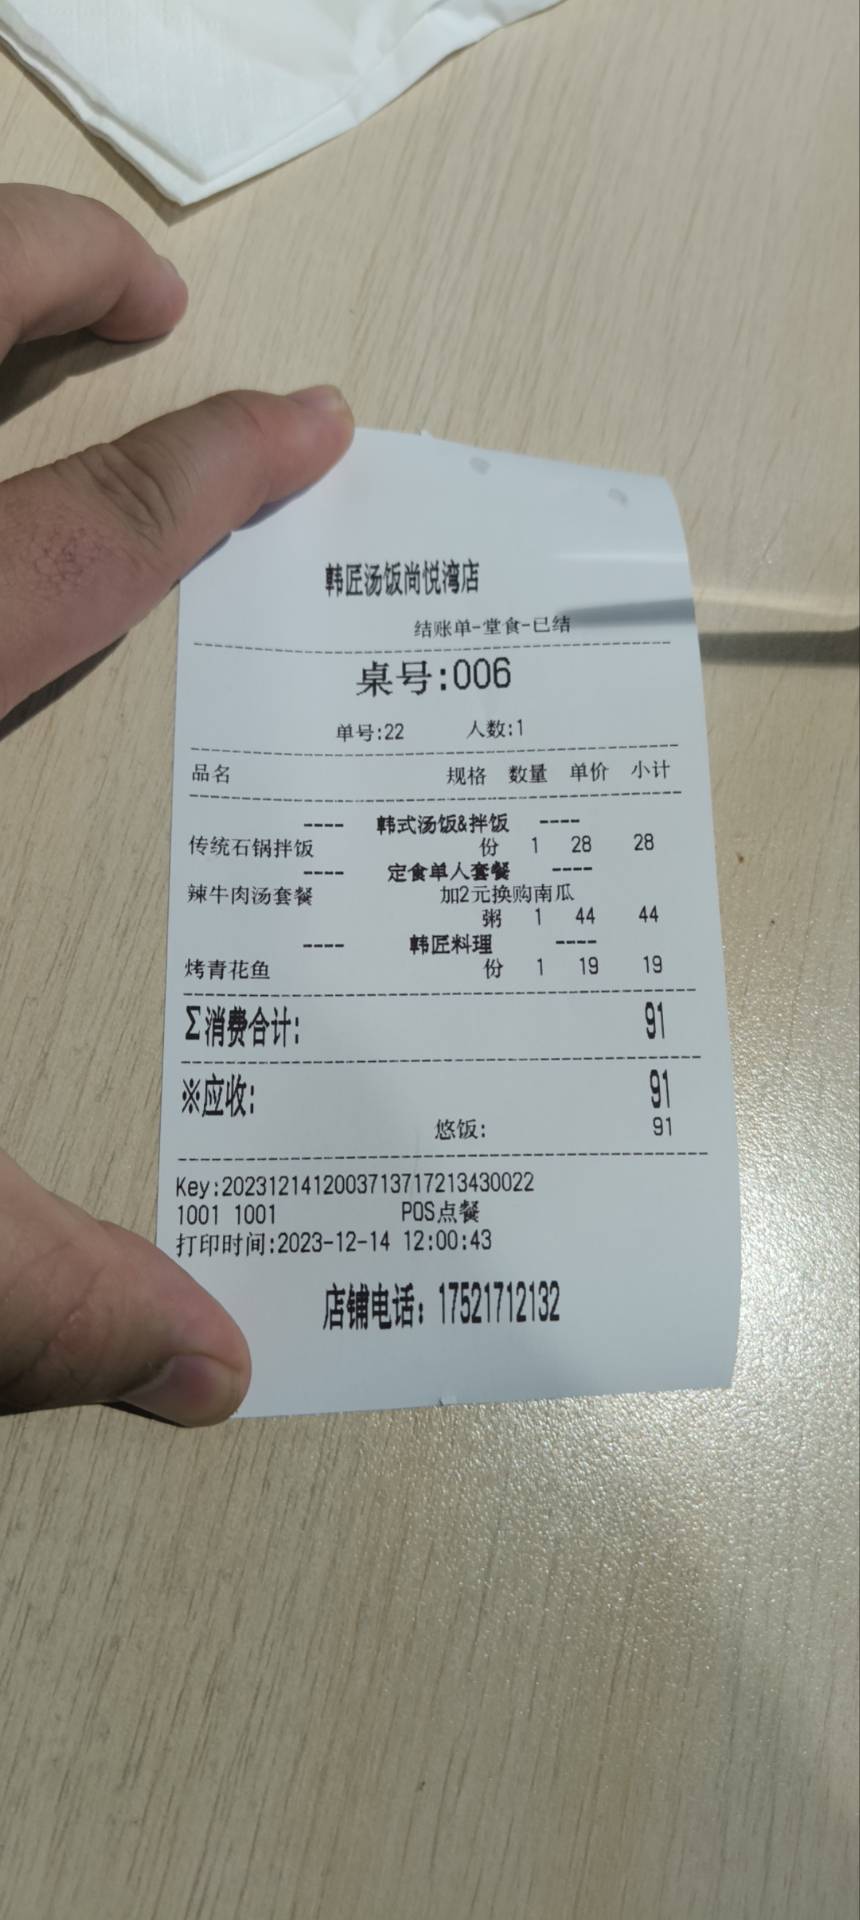 韩匠汤饭尚悦湾店
结账单-堂食-已结
桌号:006
单号:22 人数:1
品名 规格 数量 单价 小计
---- 韩式汤饭&拌饭 ----
传统石锅拌饭 份 1 28 28
---- 定食单人套餐 ----
辣牛肉汤套餐 加2元换购南瓜
粥 1 44 44
---- 韩匠料理 ----
烤青花鱼 份 1 19 19
Σ消费合计: 91
※应收: 91
悠饭: 91
Key:20231214120037137172134300​22
1001 1001 POS点餐
打印时间:2023-12-14 12:00:43
店铺电话：17521712132